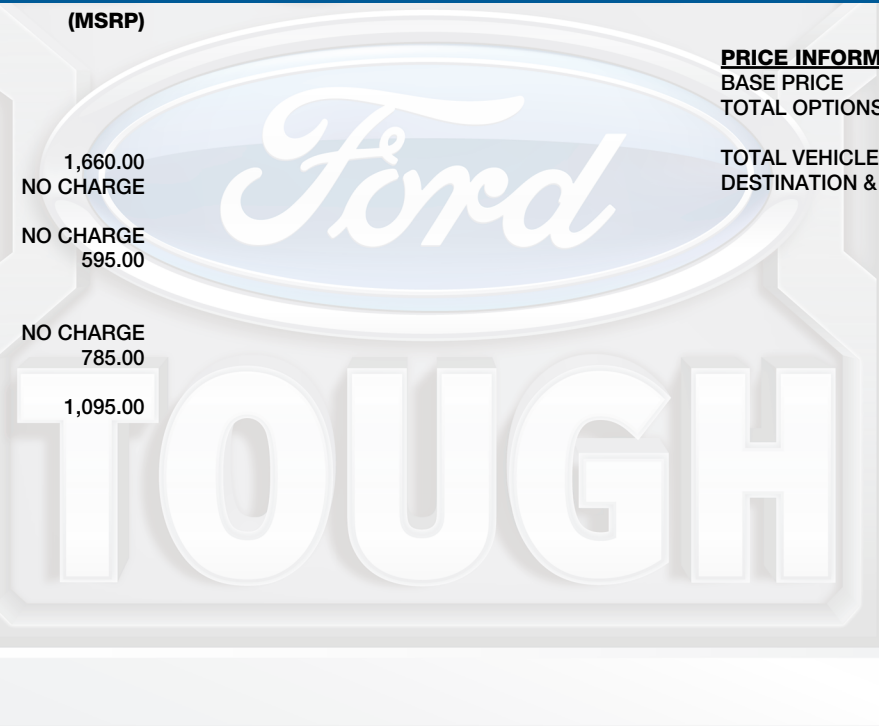 (MSRP)
1,660.00
NO CHARGE
NO CHARGE
595.00
NO CHARGE
785.00
1,095.00
PRICE INFORM
BASE PRICE
TOTAL OPTIONS
TOTAL VEHICLE
DESTINATION &
Ford
TOUGH